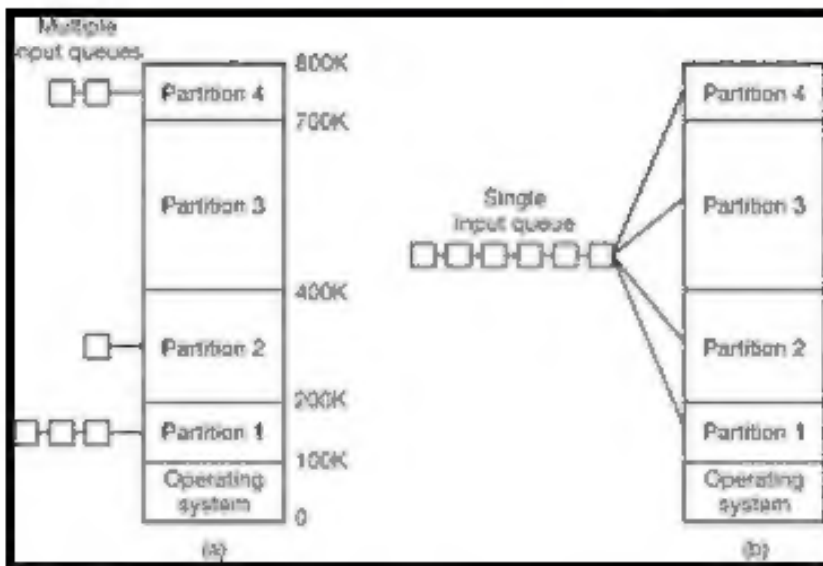 Multiple
input queues
800K
Partition 4
700K
Partition 3
400K
Partition 2
200K
Partition 1
100K
Operating
system
0
(a)
Single
input queue
Partition 4
Partition 3
Partition 2
Partition 1
Operating
system
(b)